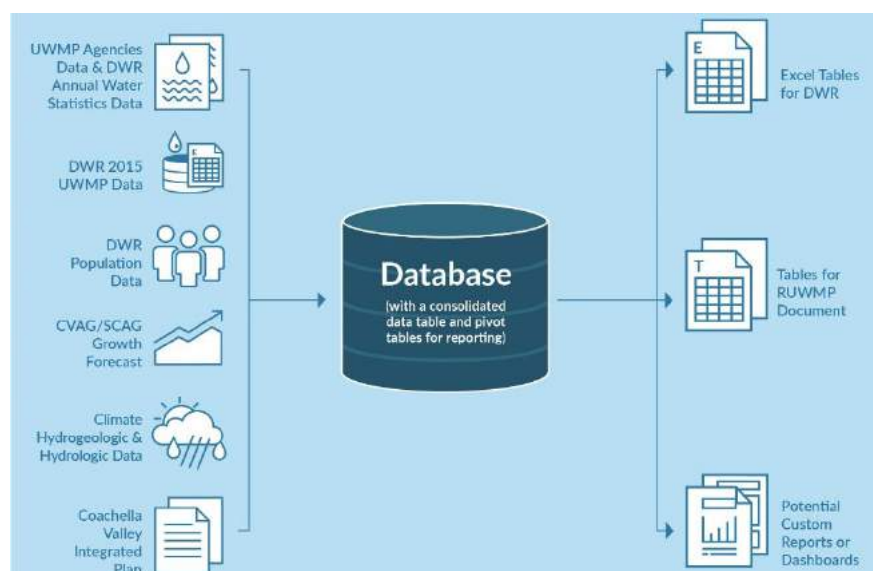 UWMP Agencies
Data & DWR
Annual Water
Statistics Data
DWR 2015
UWMP Data
DWR
Population
Data
CVAG/SCAG
Growth
Forecast
Climate
Hydrogeologic &
Hydrologic Data
Coachella
Valley
Integrated
Plan
E
Database
(with a consolidated
data table and pivot
tables for reporting)
E
Excel Tables
for DWR
T
Tables for
RUWMP
Document
Potential
Custom
Reports or
Dashboards